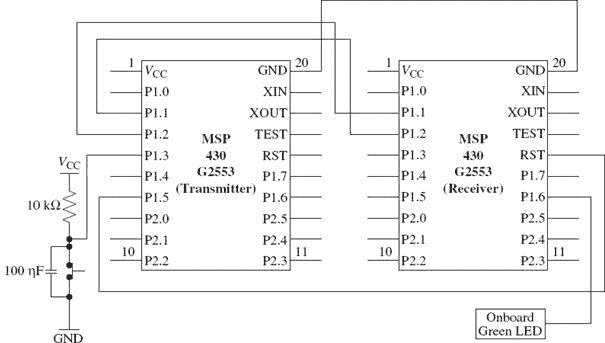 1 20 1 20
VCC GND VCC GND
P1.0 XIN P1.0 XIN
P1.1 XOUT P1.1 XOUT
P1.2 TEST P1.2 TEST
MSP MSP
P1.3 430 RST P1.3 430 RST
VCC
P1.4 G2553 P1.7 P1.4 G2553 P1.7
(Transmitter) (Receiver)
P1.5 P1.6 P1.5 P1.6
10 kΩ
P2.0 P2.5 P2.0 P2.5
P2.1 P2.4 P2.1 P2.4
10 11 10 11
P2.2 P2.3 P2.2 P2.3
100 ηF
Onboard
Green LED
GND